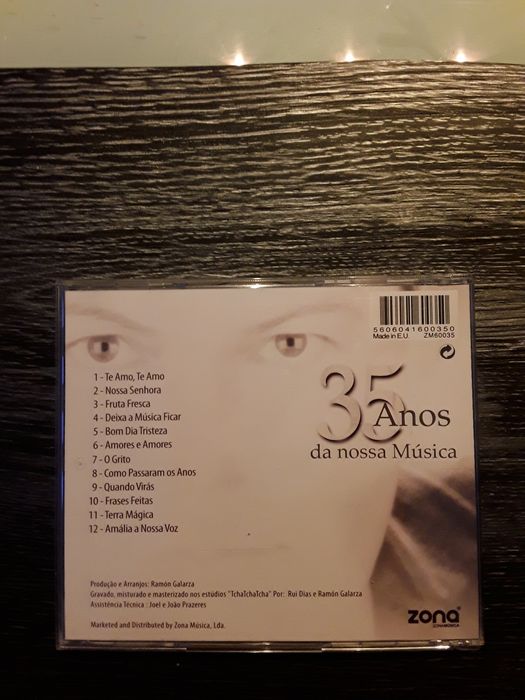 5606041600350
Made in E.U. ZM60035
35
Anos
da nossa Música
1 - Te Amo, Te Amo
2 - Nossa Senhora
3 - Fruta Fresca
4 - Deixa a Música Ficar
5 - Bom Dia Tristeza
6 - Amores e Amores
7 - O Grito
8 - Como Passaram os Anos
9 - Quando Virás
10 - Frases Feitas
11 - Terra Mágica
12 - Amália a Nossa Voz
Produção e Arranjos: Ramón Galarza
Gravado, misturado e masterizado nos estúdios "TchaTchaTcha" Por: Rui Dias e Ramón Galarza
Assistência Técnica : Joel e João Prazeres
Marketed and Distributed by Zona Música, Lda.
zona
ZONAMÚSICA